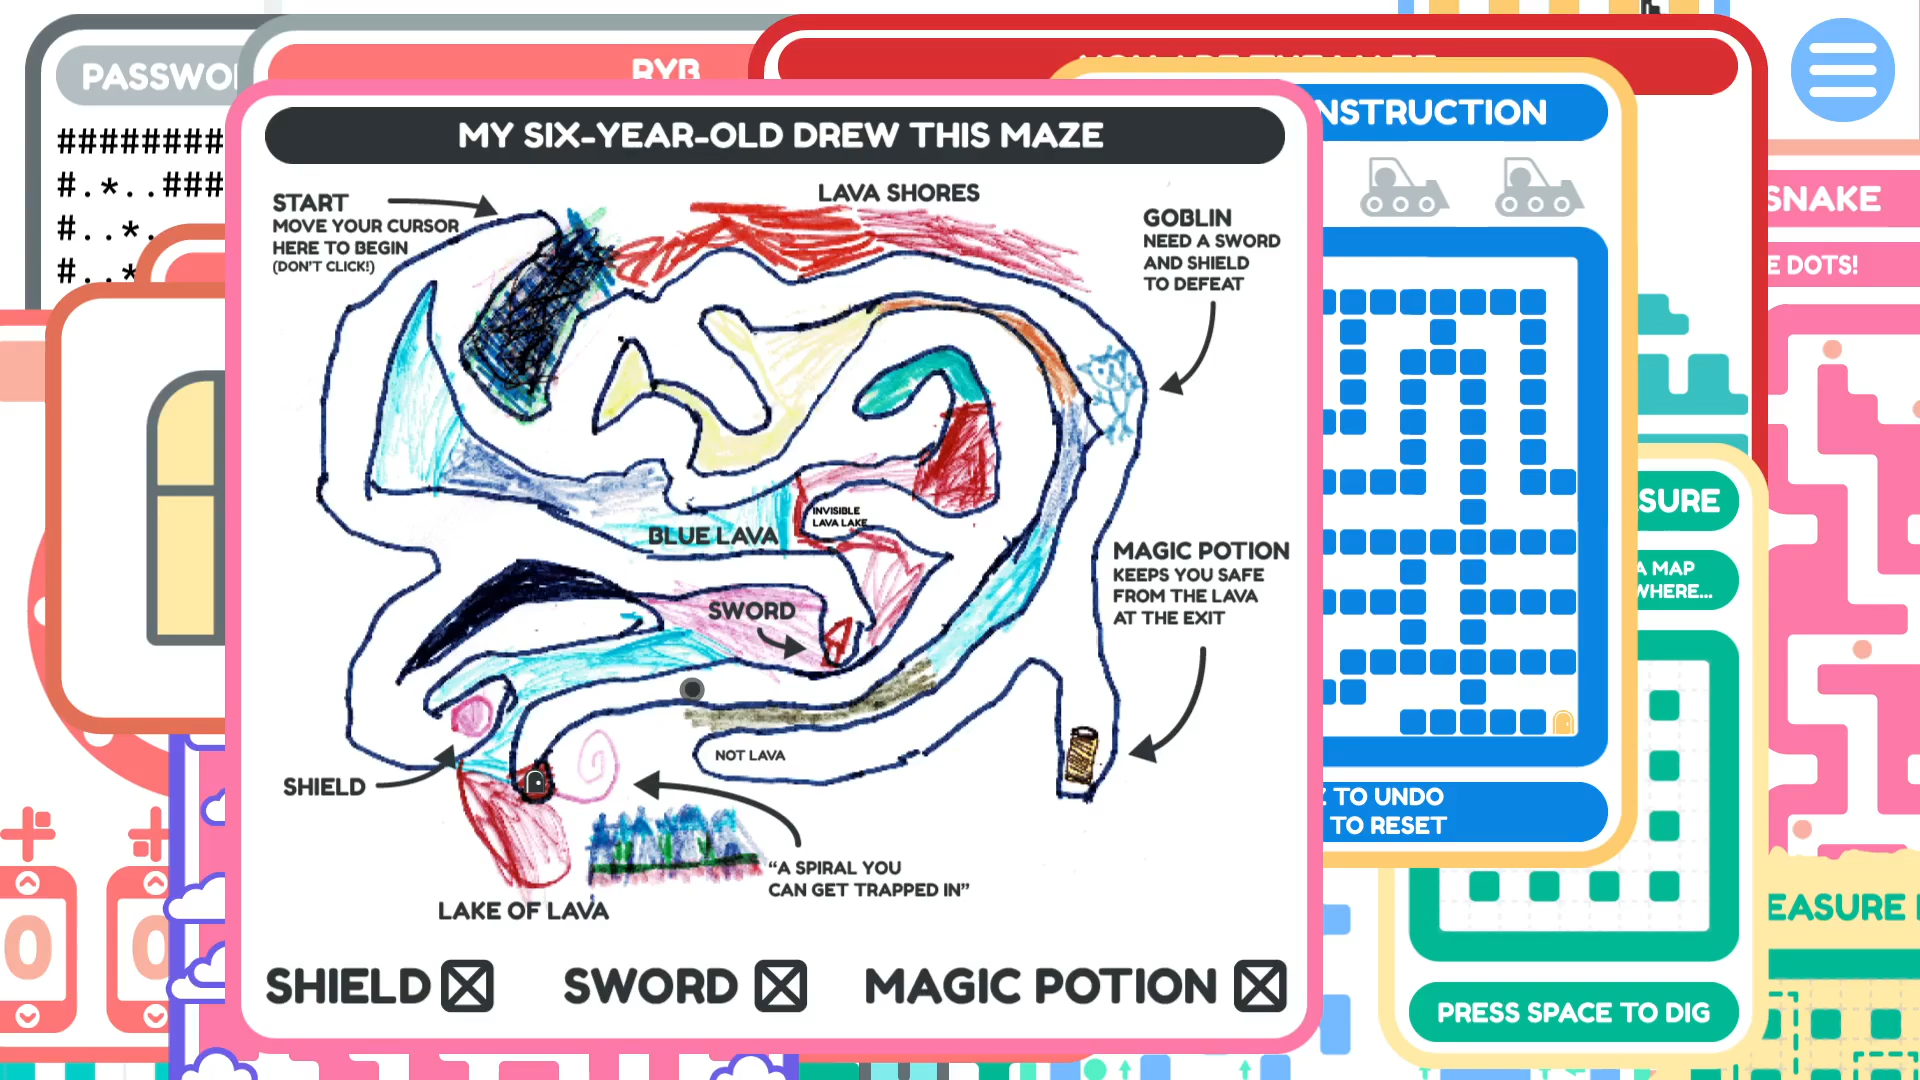 PASSWO
RYB
MY SIX-YEAR-OLD DREW THIS MAZE
NSTRUCTION
########
#.*..###
#..*.
#..*
START
MOVE YOUR CURSOR
HERE TO BEGIN
(DON'T CLICK!)
LAVA SHORES
GOBLIN
NEED A SWORD
AND SHIELD
TO DEFEAT
SNAKE
E DOTS!
INVISIBLE
LAVA LAKE
BLUE LAVA
SWORD
MAGIC POTION
KEEPS YOU SAFE
FROM THE LAVA
AT THE EXIT
SURE
A MAP
WHERE...
NOT LAVA
SHIELD
"A SPIRAL YOU
CAN GET TRAPPED IN"
LAKE OF LAVA
Z TO UNDO
TO RESET
EASURE
0
0
SHIELD
SWORD
MAGIC POTION
PRESS SPACE TO DIG